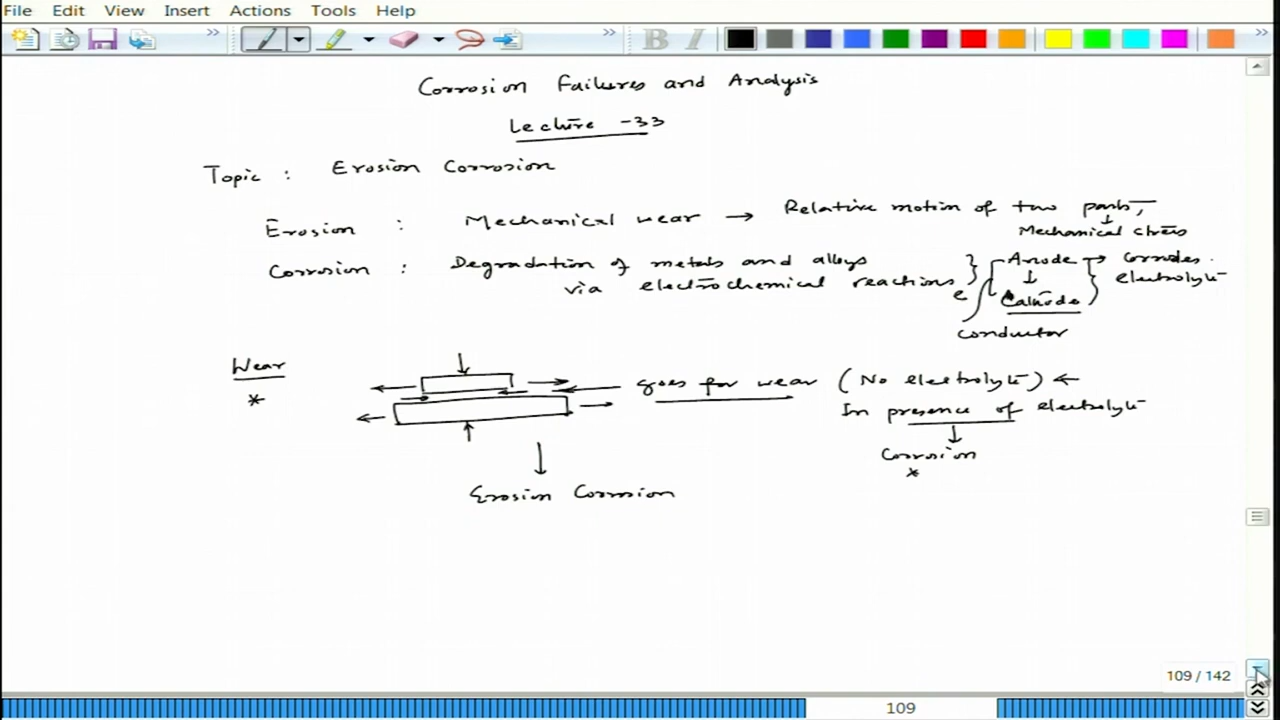 File Edit View Insert Actions Tools Help
Corrosion Failures and Analysis
Lecture -33
Topic : Erosion Corrosion
Erosion : Mechanical wear → Relative motion of two parts,
Mechanical stress
Corrosion : Degradation of metals and alloys
via electrochemical reactions
Anode → Corrodes.
electrolyte
e
Cathode
conductor
Wear
*
goes for wear (No electrolyte) ←
In presence of electrolyte
Corrosion
*
Erosion Corrosion
109 / 142
109